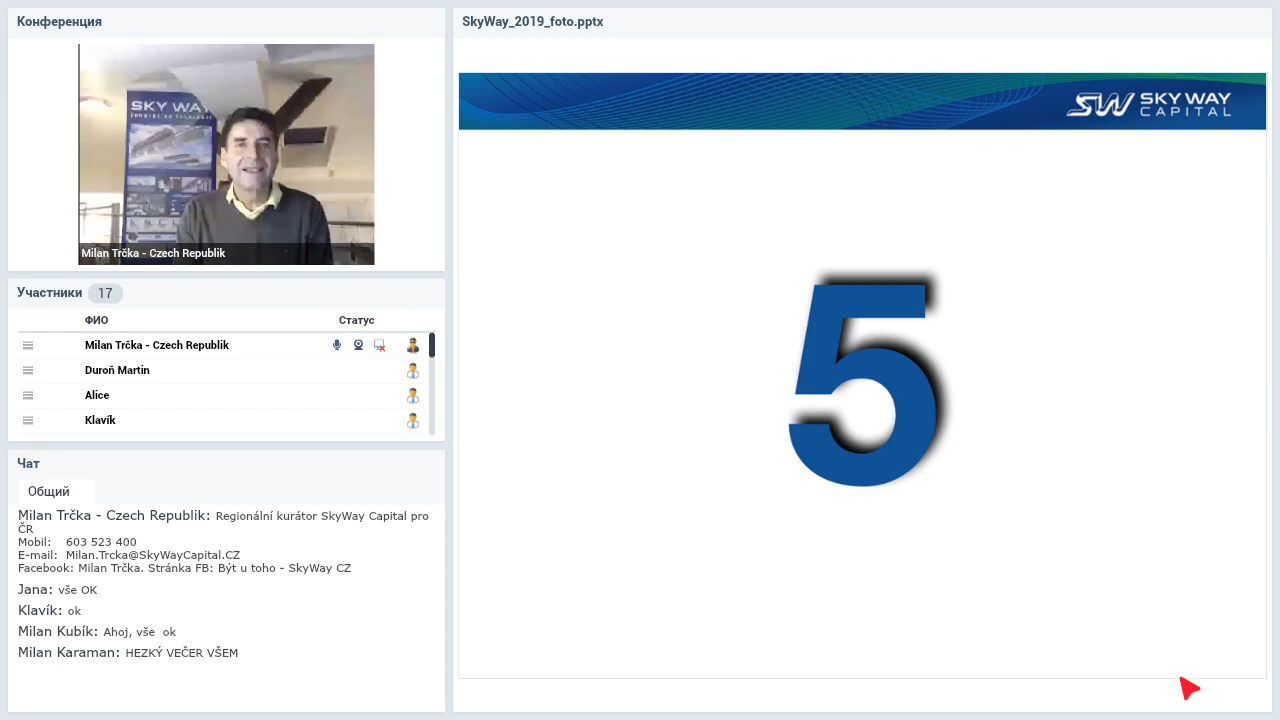 Конференция
SKY WAY
Milan Trčka - Czech Republik
Участники 17
ФИО Статус
Milan Trčka - Czech Republik
Duroň Martin
Alice
Klavík
Чат
Общий
Milan Trčka - Czech Republik: Regionální kurátor SkyWay Capital pro
ČR
Mobil: 603 523 400
E-mail: Milan.Trcka@SkyWayCapital.CZ
Facebook: Milan Trčka. Stránka FB: Být u toho - SkyWay CZ
Jana: vše OK
Klavík: ok
Milan Kubík: Ahoj, vše ok
Milan Karaman: HEZKÝ VEČER VŠEM
SkyWay_2019_foto.pptx
SW SKY WAY
CAPITAL
5